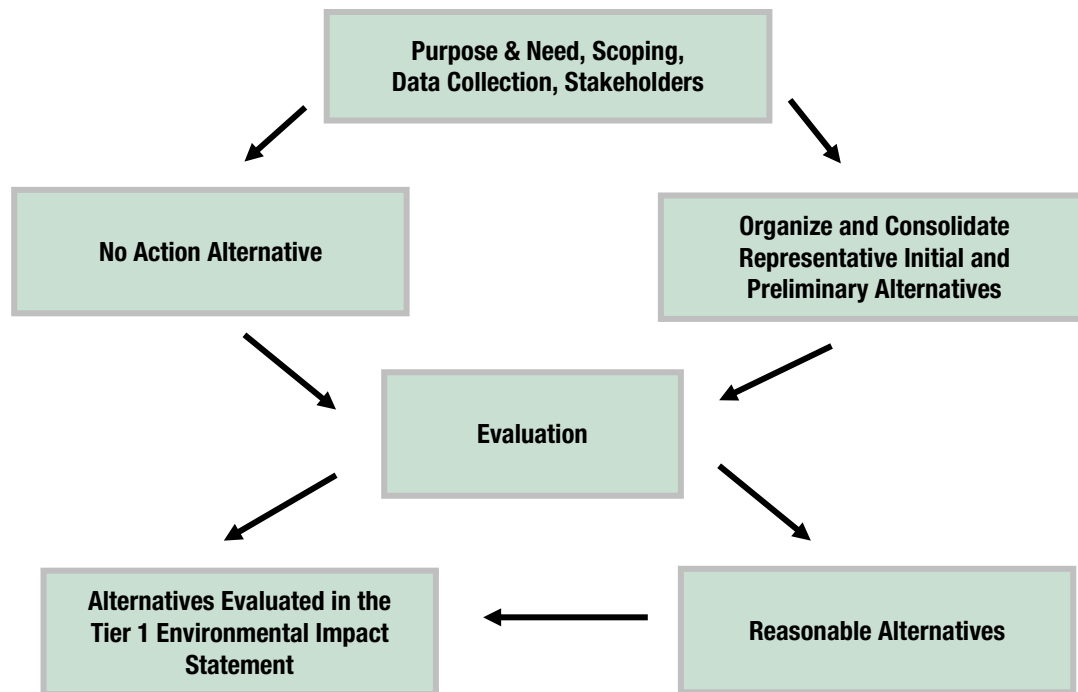 Purpose & Need, Scoping,
Data Collection, Stakeholders
No Action Alternative
Organize and Consolidate
Representative Initial and
Preliminary Alternatives
Evaluation
Alternatives Evaluated in the
Tier 1 Environmental Impact
Statement
Reasonable Alternatives